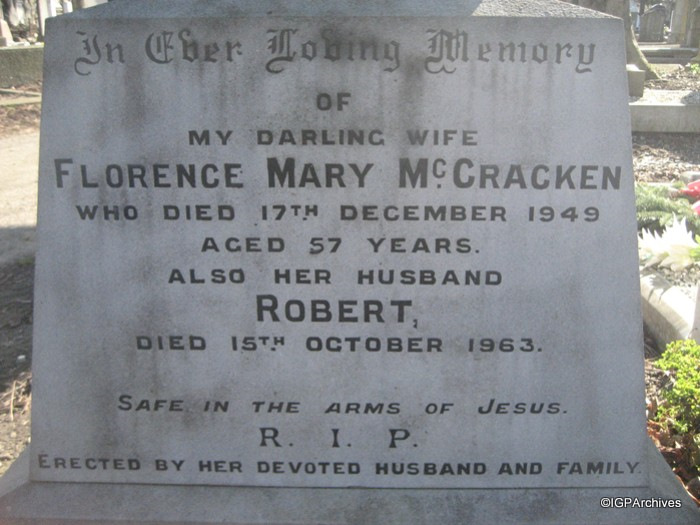 In Ever Loving Memory
OF
MY DARLING WIFE
FLORENCE MARY McCRACKEN
WHO DIED 17TH DECEMBER 1949
AGED 57 YEARS.
ALSO HER HUSBAND
ROBERT,
DIED 15TH OCTOBER 1963.
SAFE IN THE ARMS OF JESUS.
R. I. P.
ERECTED BY HER DEVOTED HUSBAND AND FAMILY.
©IGPArchives